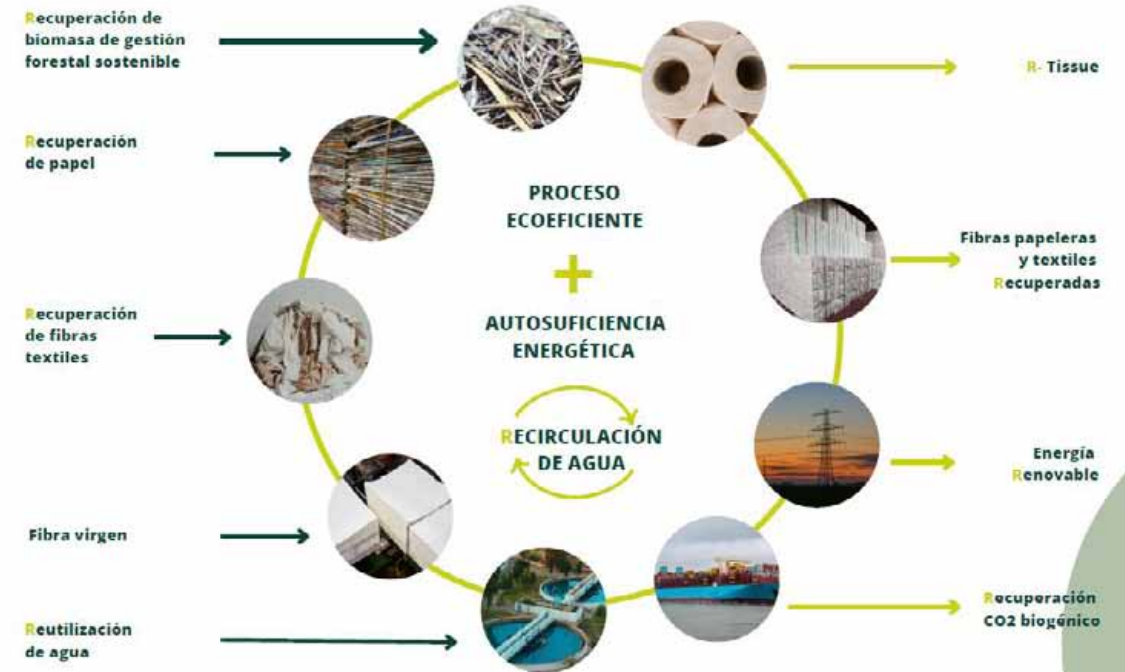 Recuperación de
biomasa de gestión
forestal sostenible
Recuperación
de papel
Recuperación
de fibras
textiles
Fibra virgen
Reutilización
de agua
PROCESO
ECOEFICIENTE
+
AUTOSUFICIENCIA
ENERGÉTICA
RECIRCULACIÓN
DE AGUA
R- Tissue
Fibras papeleras
y textiles
Recuperadas
Energía
Renovable
Recuperación
CO2 biogénico